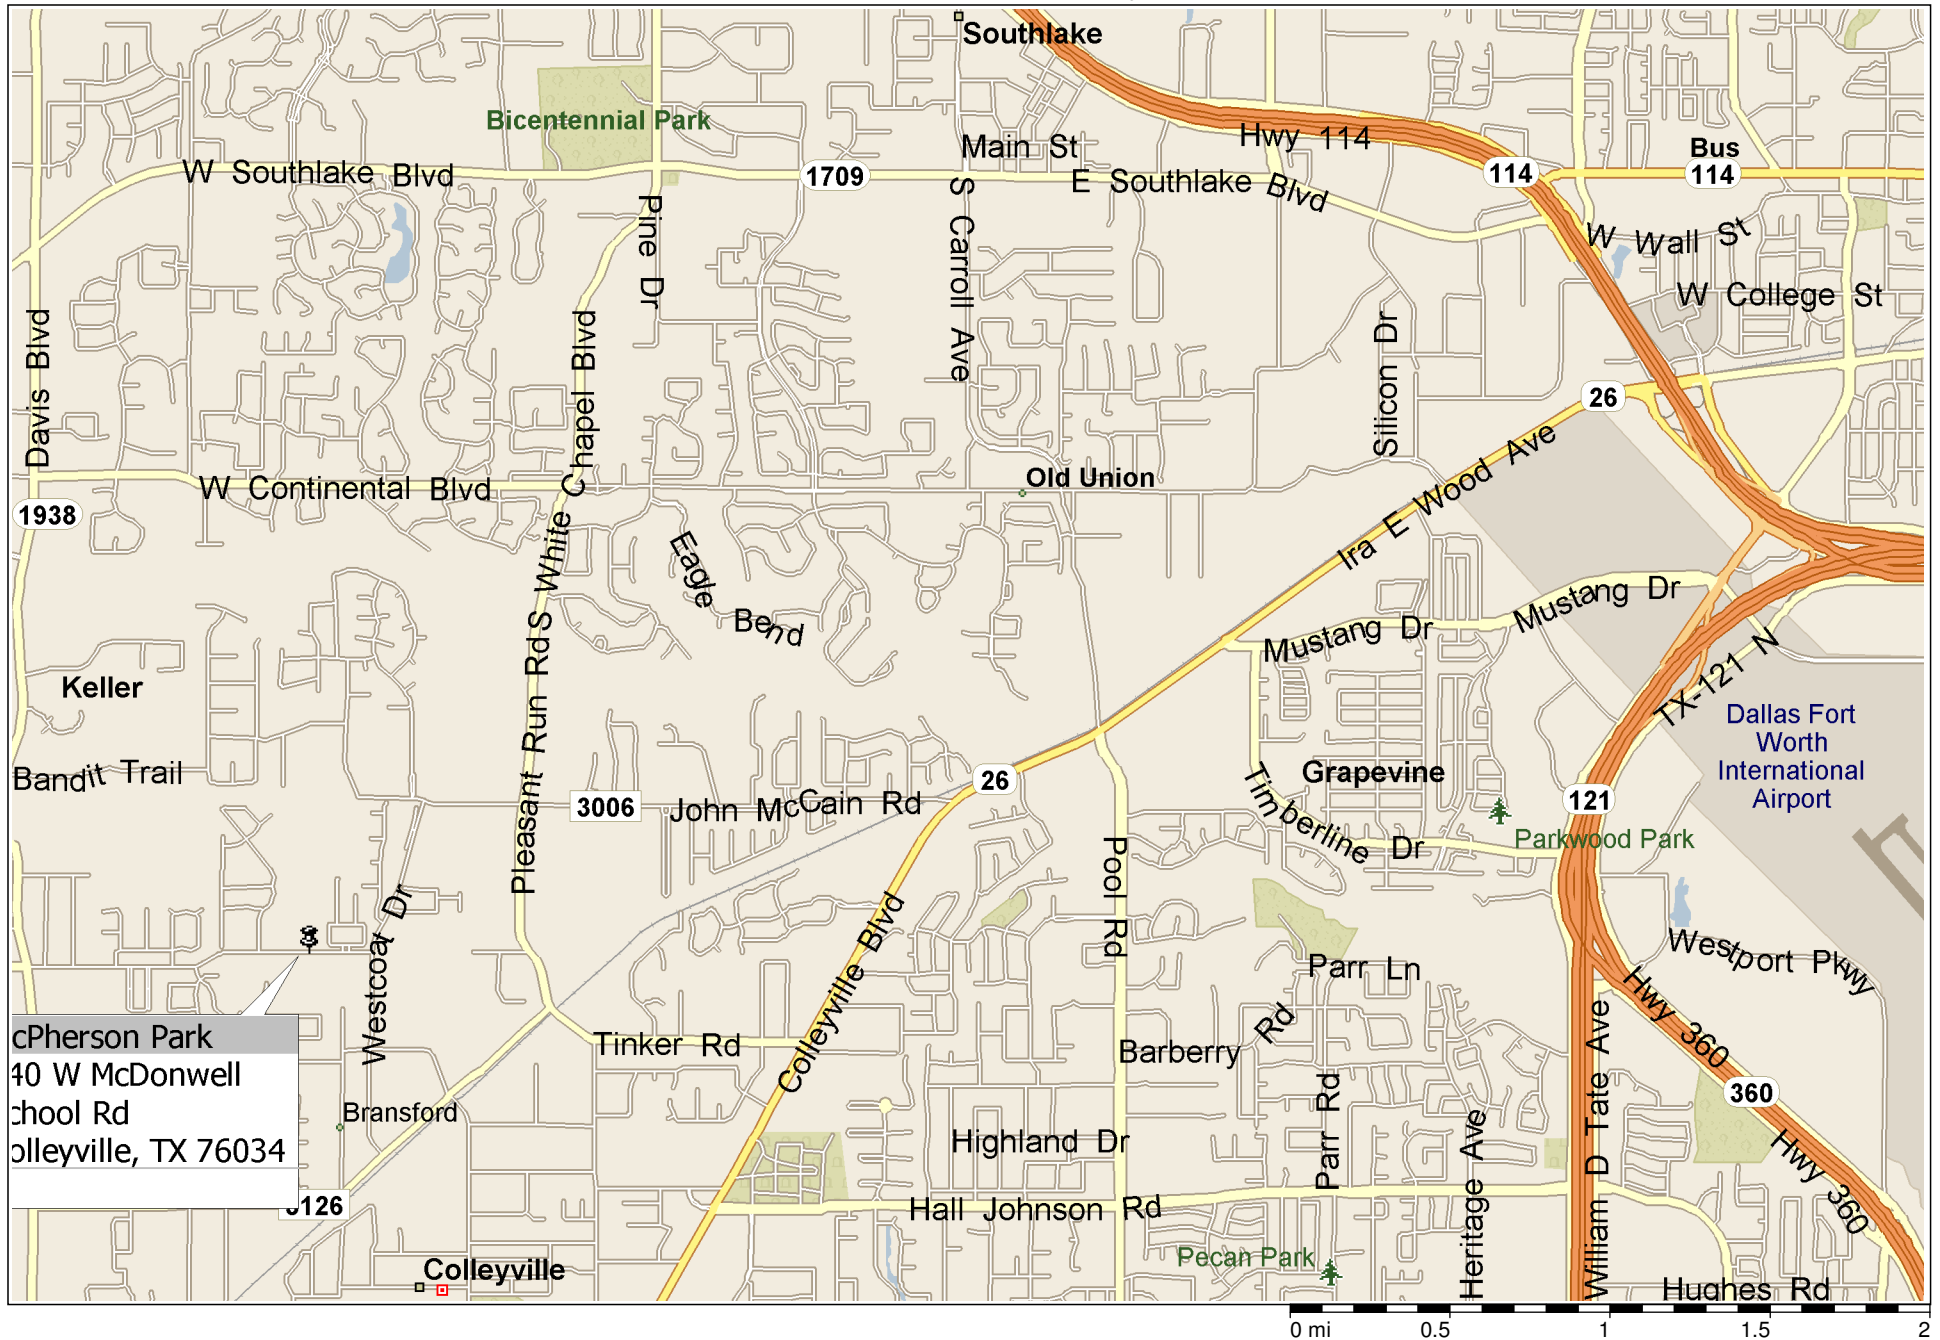 Southlake
Bicentennial Park
Main St
Hwy 114
Bus
114
114
W Southlake Blvd
1709
E Southlake Blvd
Pine Dr
S Carroll Ave
W Wall St
W College St
Davis Blvd
S White Chapel Blvd
Silicon Dr
26
Ira E Wood Ave
W Continental Blvd
Old Union
1938
Eagle Bend
Mustang Dr
Mustang Dr
TX-121 N
Keller
Pleasant Run Rd
Dallas Fort
Worth
International
Airport
Bandit Trail
Grapevine
26
3006
John McCain Rd
121
Timberline Dr
Parkwood Park
Pool Rd
Westcoat Dr
Colleyville Blvd
Westport Pkwy
Parr Ln
Hwy 360
cPherson Park
40 W McDonwell
chool Rd
olleyville, TX 76034
Tinker Rd
Barberry Rd
Parr Rd
William D Tate Ave
360
Bransford
Highland Dr
Heritage Ave
Hwy 360
126
Hall Johnson Rd
Pecan Park
Colleyville
Hughes Rd
0 mi 0.5 1 1.5 2